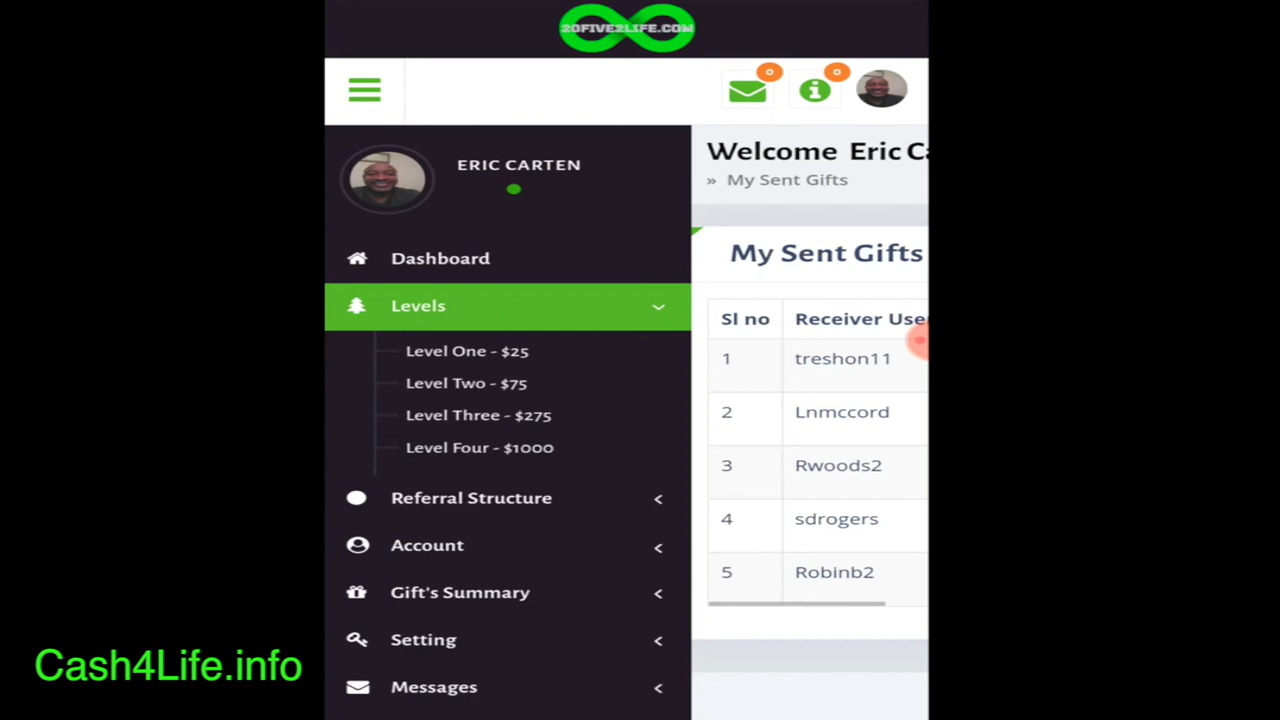 20FIVE2LIFE.COM
0
0
ERIC CARTEN
Welcome Eric Ca
» My Sent Gifts
Dashboard
Levels
Level One - $25
Level Two - $75
Level Three - $275
Level Four - $1000
Referral Structure
Account
Gift's Summary
Setting
Messages
My Sent Gifts
Sl no Receiver User
1 treshon11
2 Lnmccord
3 Rwoods2
4 sdrogers
5 Robinb2
Cash4Life.info